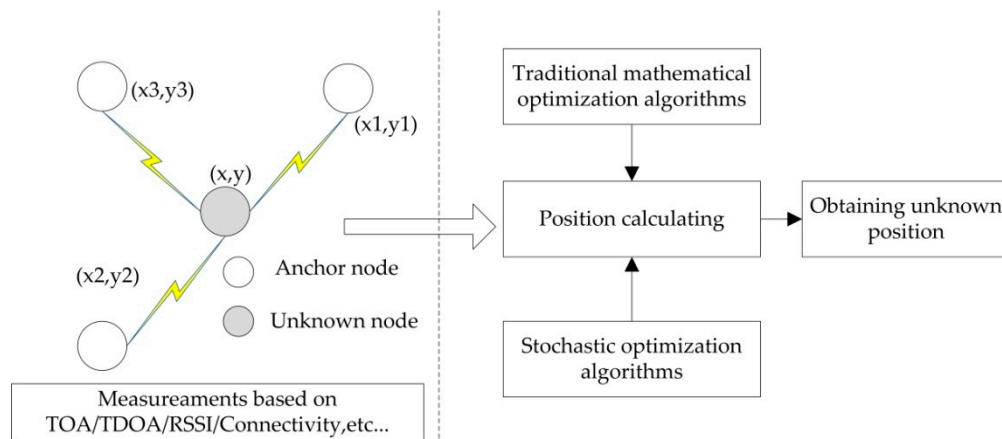 (x3,y3)
(x1,y1)
(x,y)
(x2,y2)
Anchor node
Unknown node
Measureaments based on
TOA/TDOA/RSSI/Connectivity,etc...
Traditional mathematical
optimization algorithms
Position calculating
Obtaining unknown
position
Stochastic optimization
algorithms